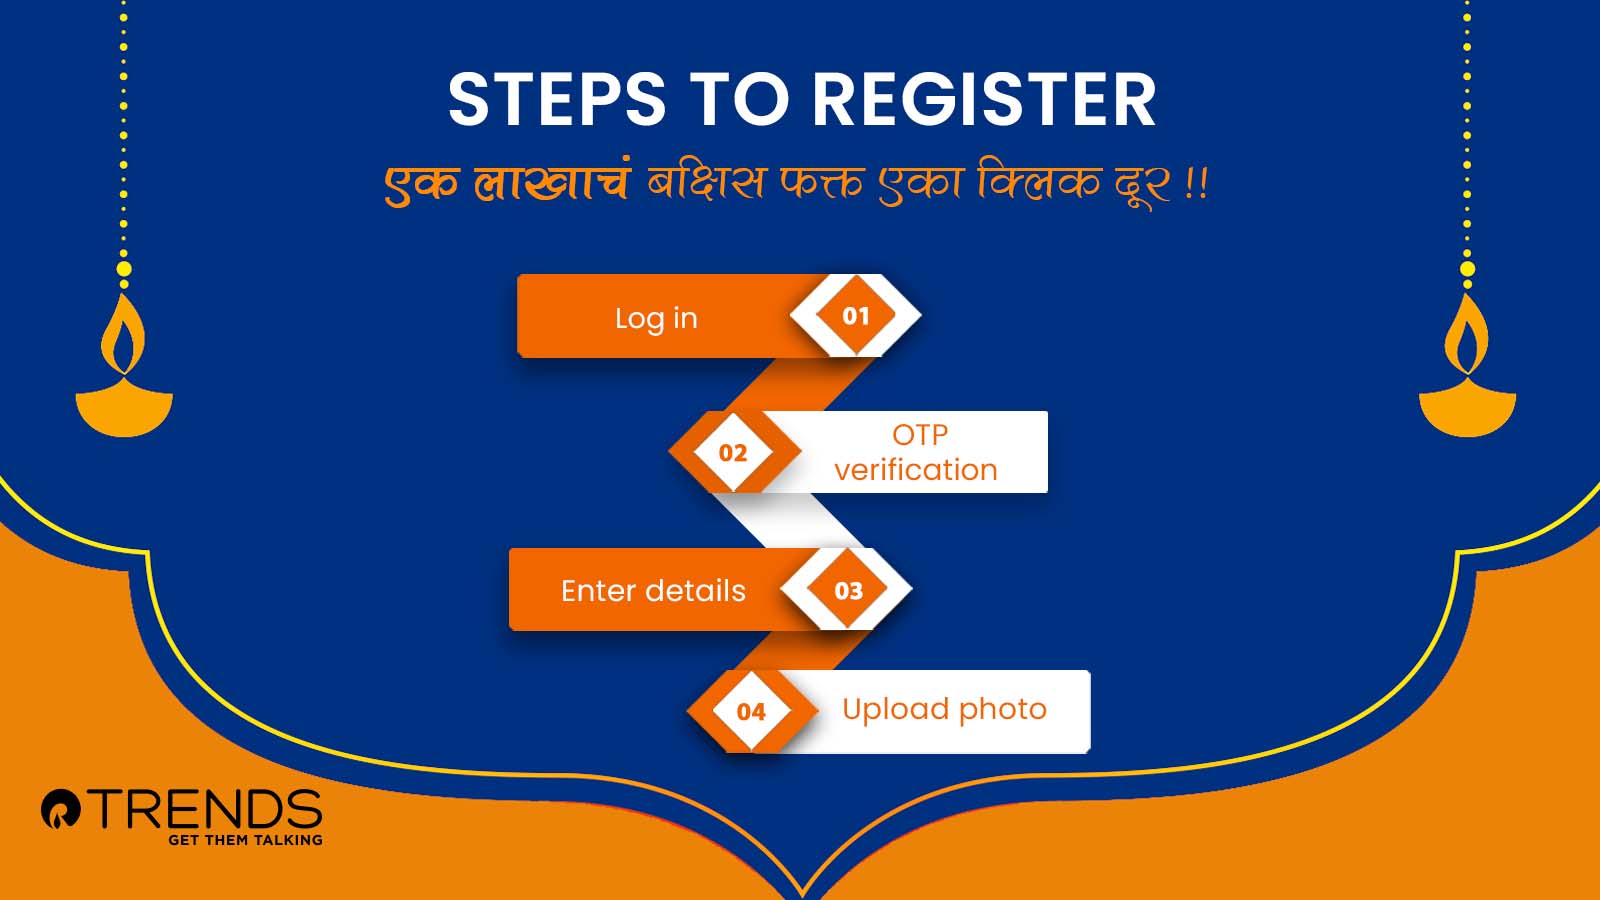 STEPS TO REGISTER
एक लाखाचं बक्षिस फक्त एका क्लिक दूर !!
Log in
01
02
OTP
verification
Enter details
03
04
Upload photo
TRENDS
GET THEM TALKING